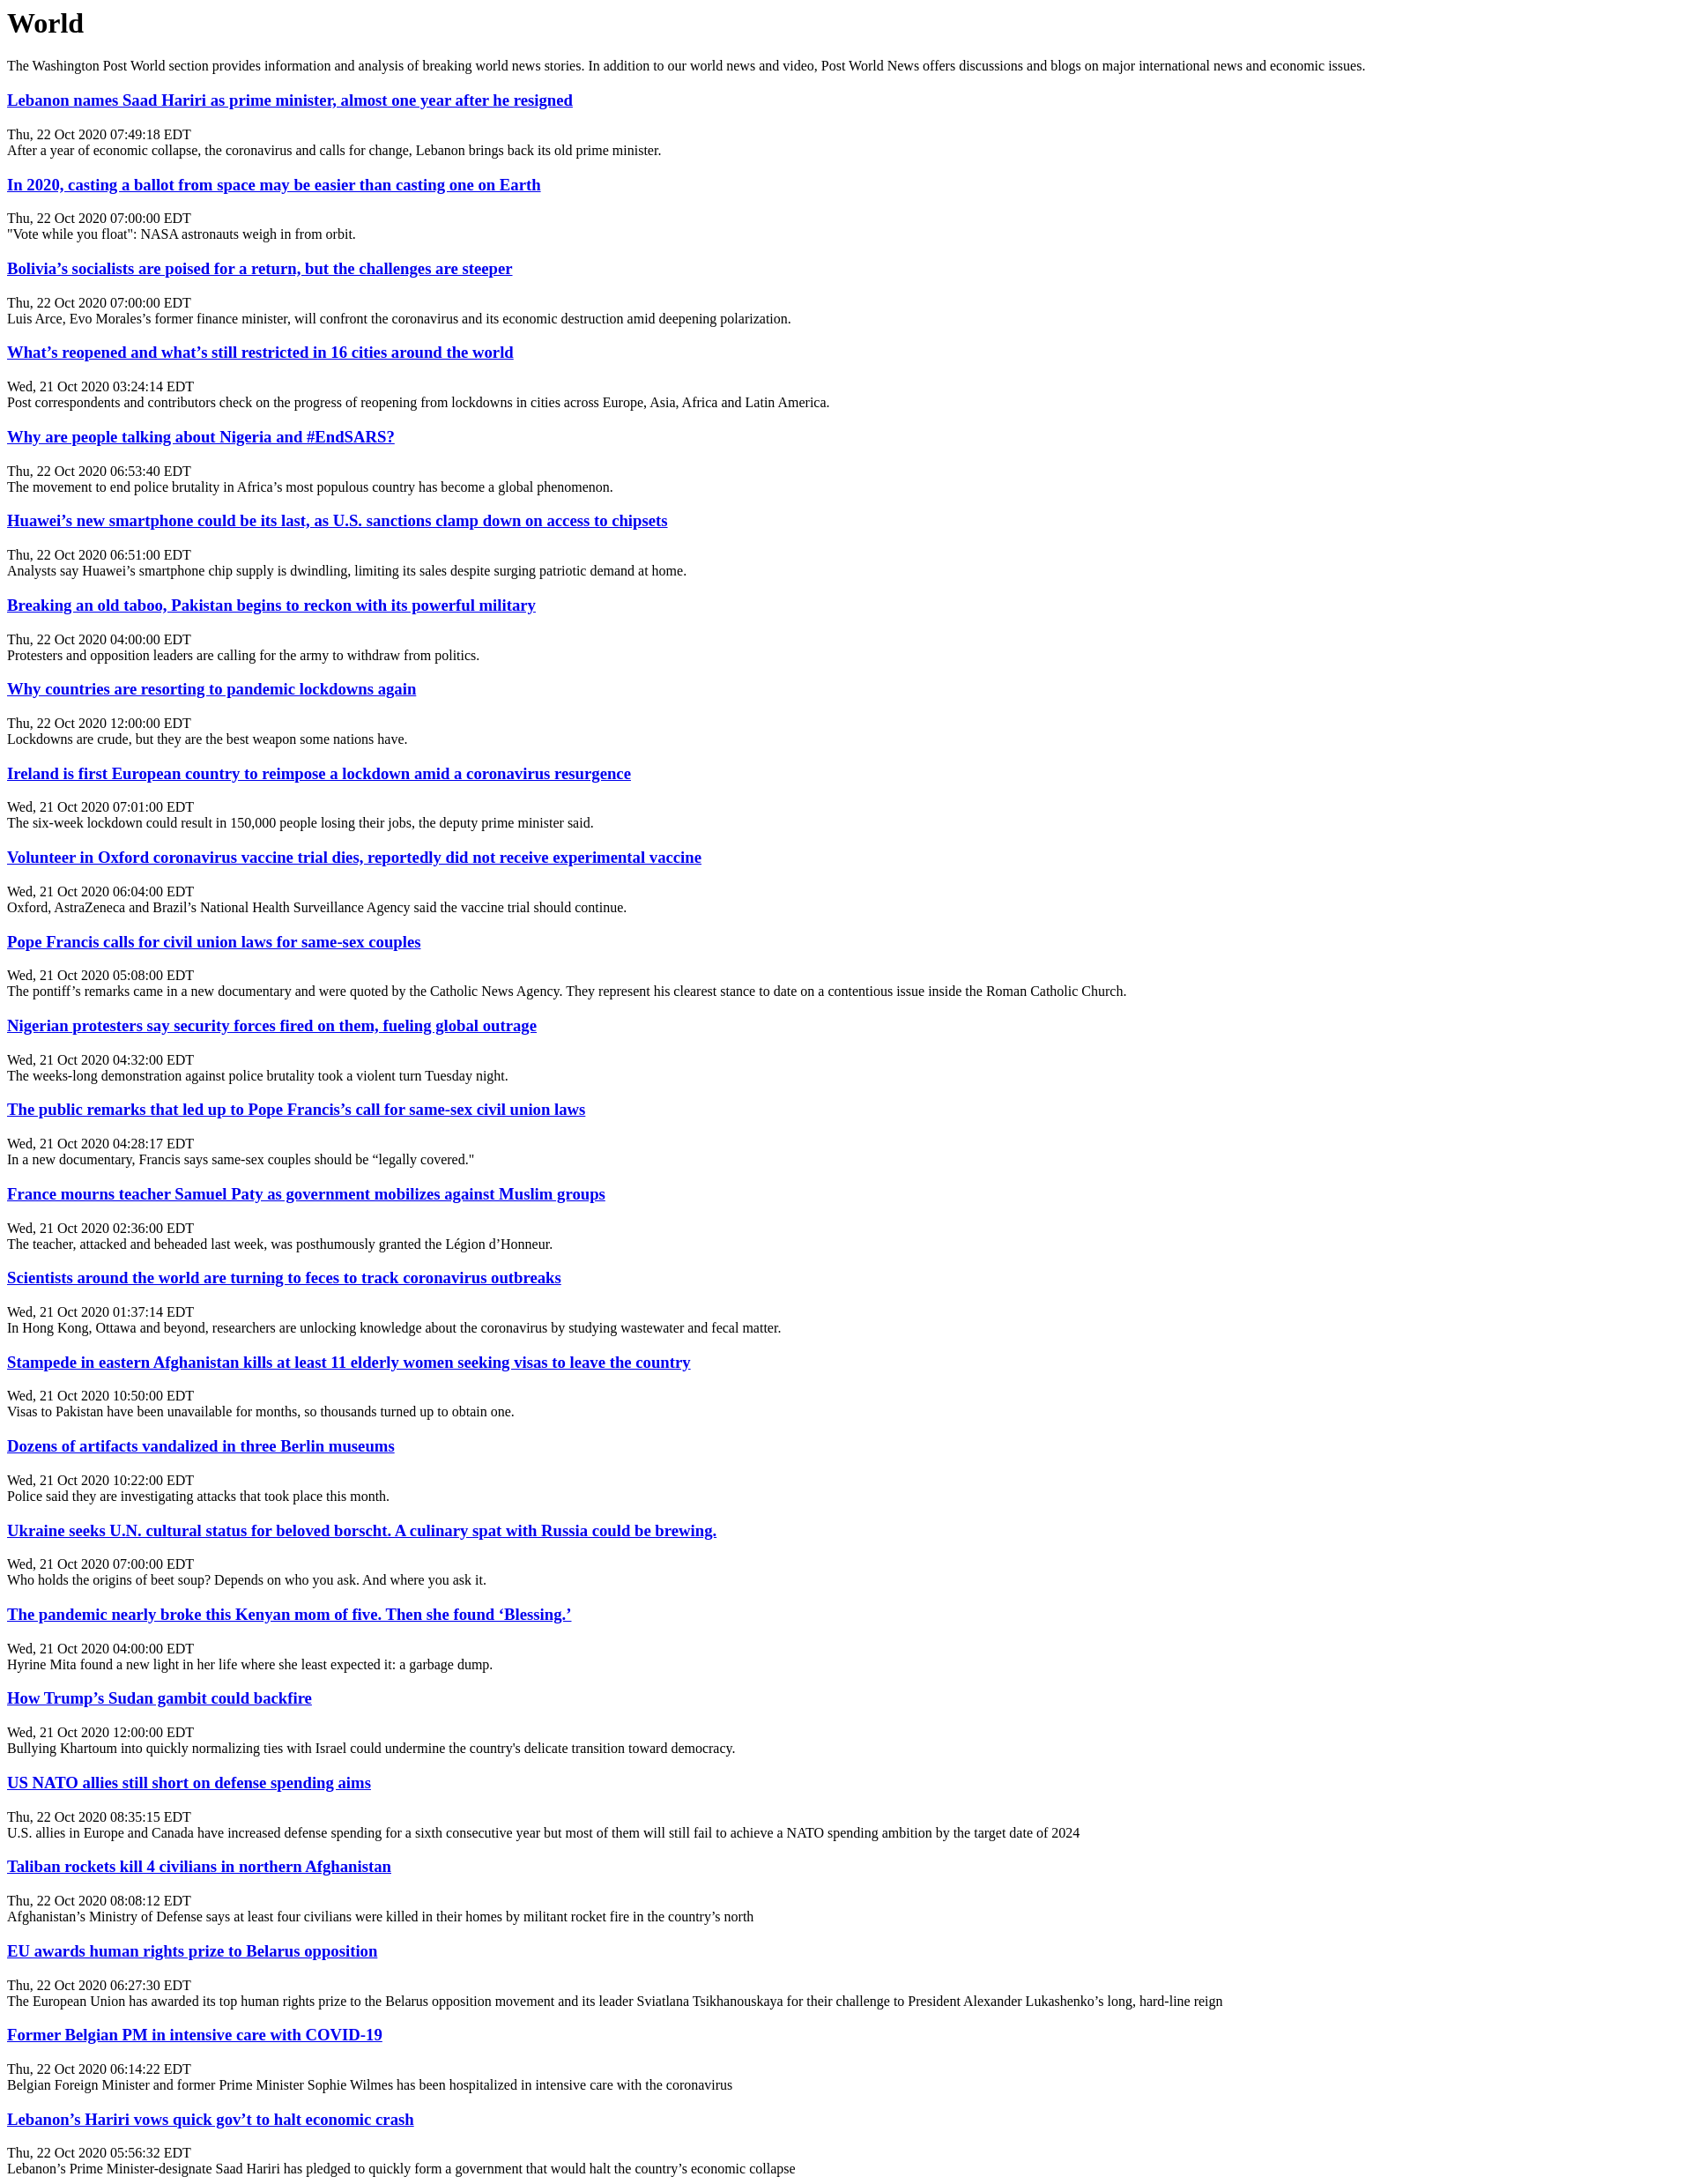 World
The Washington Post World section provides information and analysis of breaking world news stories. In addition to our world news and video, Post World News offers discussions and blogs on major international news and economic issues.
Lebanon names Saad Hariri as prime minister, almost one year after he resigned
Thu, 22 Oct 2020 07:49:18 EDT
After a year of economic collapse, the coronavirus and calls for change, Lebanon brings back its old prime minister.
In 2020, casting a ballot from space may be easier than casting one on Earth
Thu, 22 Oct 2020 07:00:00 EDT
"Vote while you float": NASA astronauts weigh in from orbit.
Bolivia’s socialists are poised for a return, but the challenges are steeper
Thu, 22 Oct 2020 07:00:00 EDT
Luis Arce, Evo Morales’s former finance minister, will confront the coronavirus and its economic destruction amid deepening polarization.
What’s reopened and what’s still restricted in 16 cities around the world
Wed, 21 Oct 2020 03:24:14 EDT
Post correspondents and contributors check on the progress of reopening from lockdowns in cities across Europe, Asia, Africa and Latin America.
Why are people talking about Nigeria and #EndSARS?
Thu, 22 Oct 2020 06:53:40 EDT
The movement to end police brutality in Africa’s most populous country has become a global phenomenon.
Huawei’s new smartphone could be its last, as U.S. sanctions clamp down on access to chipsets
Thu, 22 Oct 2020 06:51:00 EDT
Analysts say Huawei’s smartphone chip supply is dwindling, limiting its sales despite surging patriotic demand at home.
Breaking an old taboo, Pakistan begins to reckon with its powerful military
Thu, 22 Oct 2020 04:00:00 EDT
Protesters and opposition leaders are calling for the army to withdraw from politics.
Why countries are resorting to pandemic lockdowns again
Thu, 22 Oct 2020 12:00:00 EDT
Lockdowns are crude, but they are the best weapon some nations have.
Ireland is first European country to reimpose a lockdown amid a coronavirus resurgence
Wed, 21 Oct 2020 07:01:00 EDT
The six-week lockdown could result in 150,000 people losing their jobs, the deputy prime minister said.
Volunteer in Oxford coronavirus vaccine trial dies, reportedly did not receive experimental vaccine
Wed, 21 Oct 2020 06:04:00 EDT
Oxford, AstraZeneca and Brazil’s National Health Surveillance Agency said the vaccine trial should continue.
Pope Francis calls for civil union laws for same-sex couples
Wed, 21 Oct 2020 05:08:00 EDT
The pontiff’s remarks came in a new documentary and were quoted by the Catholic News Agency. They represent his clearest stance to date on a contentious issue inside the Roman Catholic Church.
Nigerian protesters say security forces fired on them, fueling global outrage
Wed, 21 Oct 2020 04:32:00 EDT
The weeks-long demonstration against police brutality took a violent turn Tuesday night.
The public remarks that led up to Pope Francis’s call for same-sex civil union laws
Wed, 21 Oct 2020 04:28:17 EDT
In a new documentary, Francis says same-sex couples should be “legally covered."
France mourns teacher Samuel Paty as government mobilizes against Muslim groups
Wed, 21 Oct 2020 02:36:00 EDT
The teacher, attacked and beheaded last week, was posthumously granted the Légion d’Honneur.
Scientists around the world are turning to feces to track coronavirus outbreaks
Wed, 21 Oct 2020 01:37:14 EDT
In Hong Kong, Ottawa and beyond, researchers are unlocking knowledge about the coronavirus by studying wastewater and fecal matter.
Stampede in eastern Afghanistan kills at least 11 elderly women seeking visas to leave the country
Wed, 21 Oct 2020 10:50:00 EDT
Visas to Pakistan have been unavailable for months, so thousands turned up to obtain one.
Dozens of artifacts vandalized in three Berlin museums
Wed, 21 Oct 2020 10:22:00 EDT
Police said they are investigating attacks that took place this month.
Ukraine seeks U.N. cultural status for beloved borscht. A culinary spat with Russia could be brewing.
Wed, 21 Oct 2020 07:00:00 EDT
Who holds the origins of beet soup? Depends on who you ask. And where you ask it.
The pandemic nearly broke this Kenyan mom of five. Then she found ‘Blessing.’
Wed, 21 Oct 2020 04:00:00 EDT
Hyrine Mita found a new light in her life where she least expected it: a garbage dump.
How Trump’s Sudan gambit could backfire
Wed, 21 Oct 2020 12:00:00 EDT
Bullying Khartoum into quickly normalizing ties with Israel could undermine the country's delicate transition toward democracy.
US NATO allies still short on defense spending aims
Thu, 22 Oct 2020 08:35:15 EDT
U.S. allies in Europe and Canada have increased defense spending for a sixth consecutive year but most of them will still fail to achieve a NATO spending ambition by the target date of 2024
Taliban rockets kill 4 civilians in northern Afghanistan
Thu, 22 Oct 2020 08:08:12 EDT
Afghanistan’s Ministry of Defense says at least four civilians were killed in their homes by militant rocket fire in the country’s north
EU awards human rights prize to Belarus opposition
Thu, 22 Oct 2020 06:27:30 EDT
The European Union has awarded its top human rights prize to the Belarus opposition movement and its leader Sviatlana Tsikhanouskaya for their challenge to President Alexander Lukashenko’s long, hard-line reign
Former Belgian PM in intensive care with COVID-19
Thu, 22 Oct 2020 06:14:22 EDT
Belgian Foreign Minister and former Prime Minister Sophie Wilmes has been hospitalized in intensive care with the coronavirus
Lebanon’s Hariri vows quick gov’t to halt economic crash
Thu, 22 Oct 2020 05:56:32 EDT
Lebanon’s Prime Minister-designate Saad Hariri has pledged to quickly form a government that would halt the country’s economic collapse